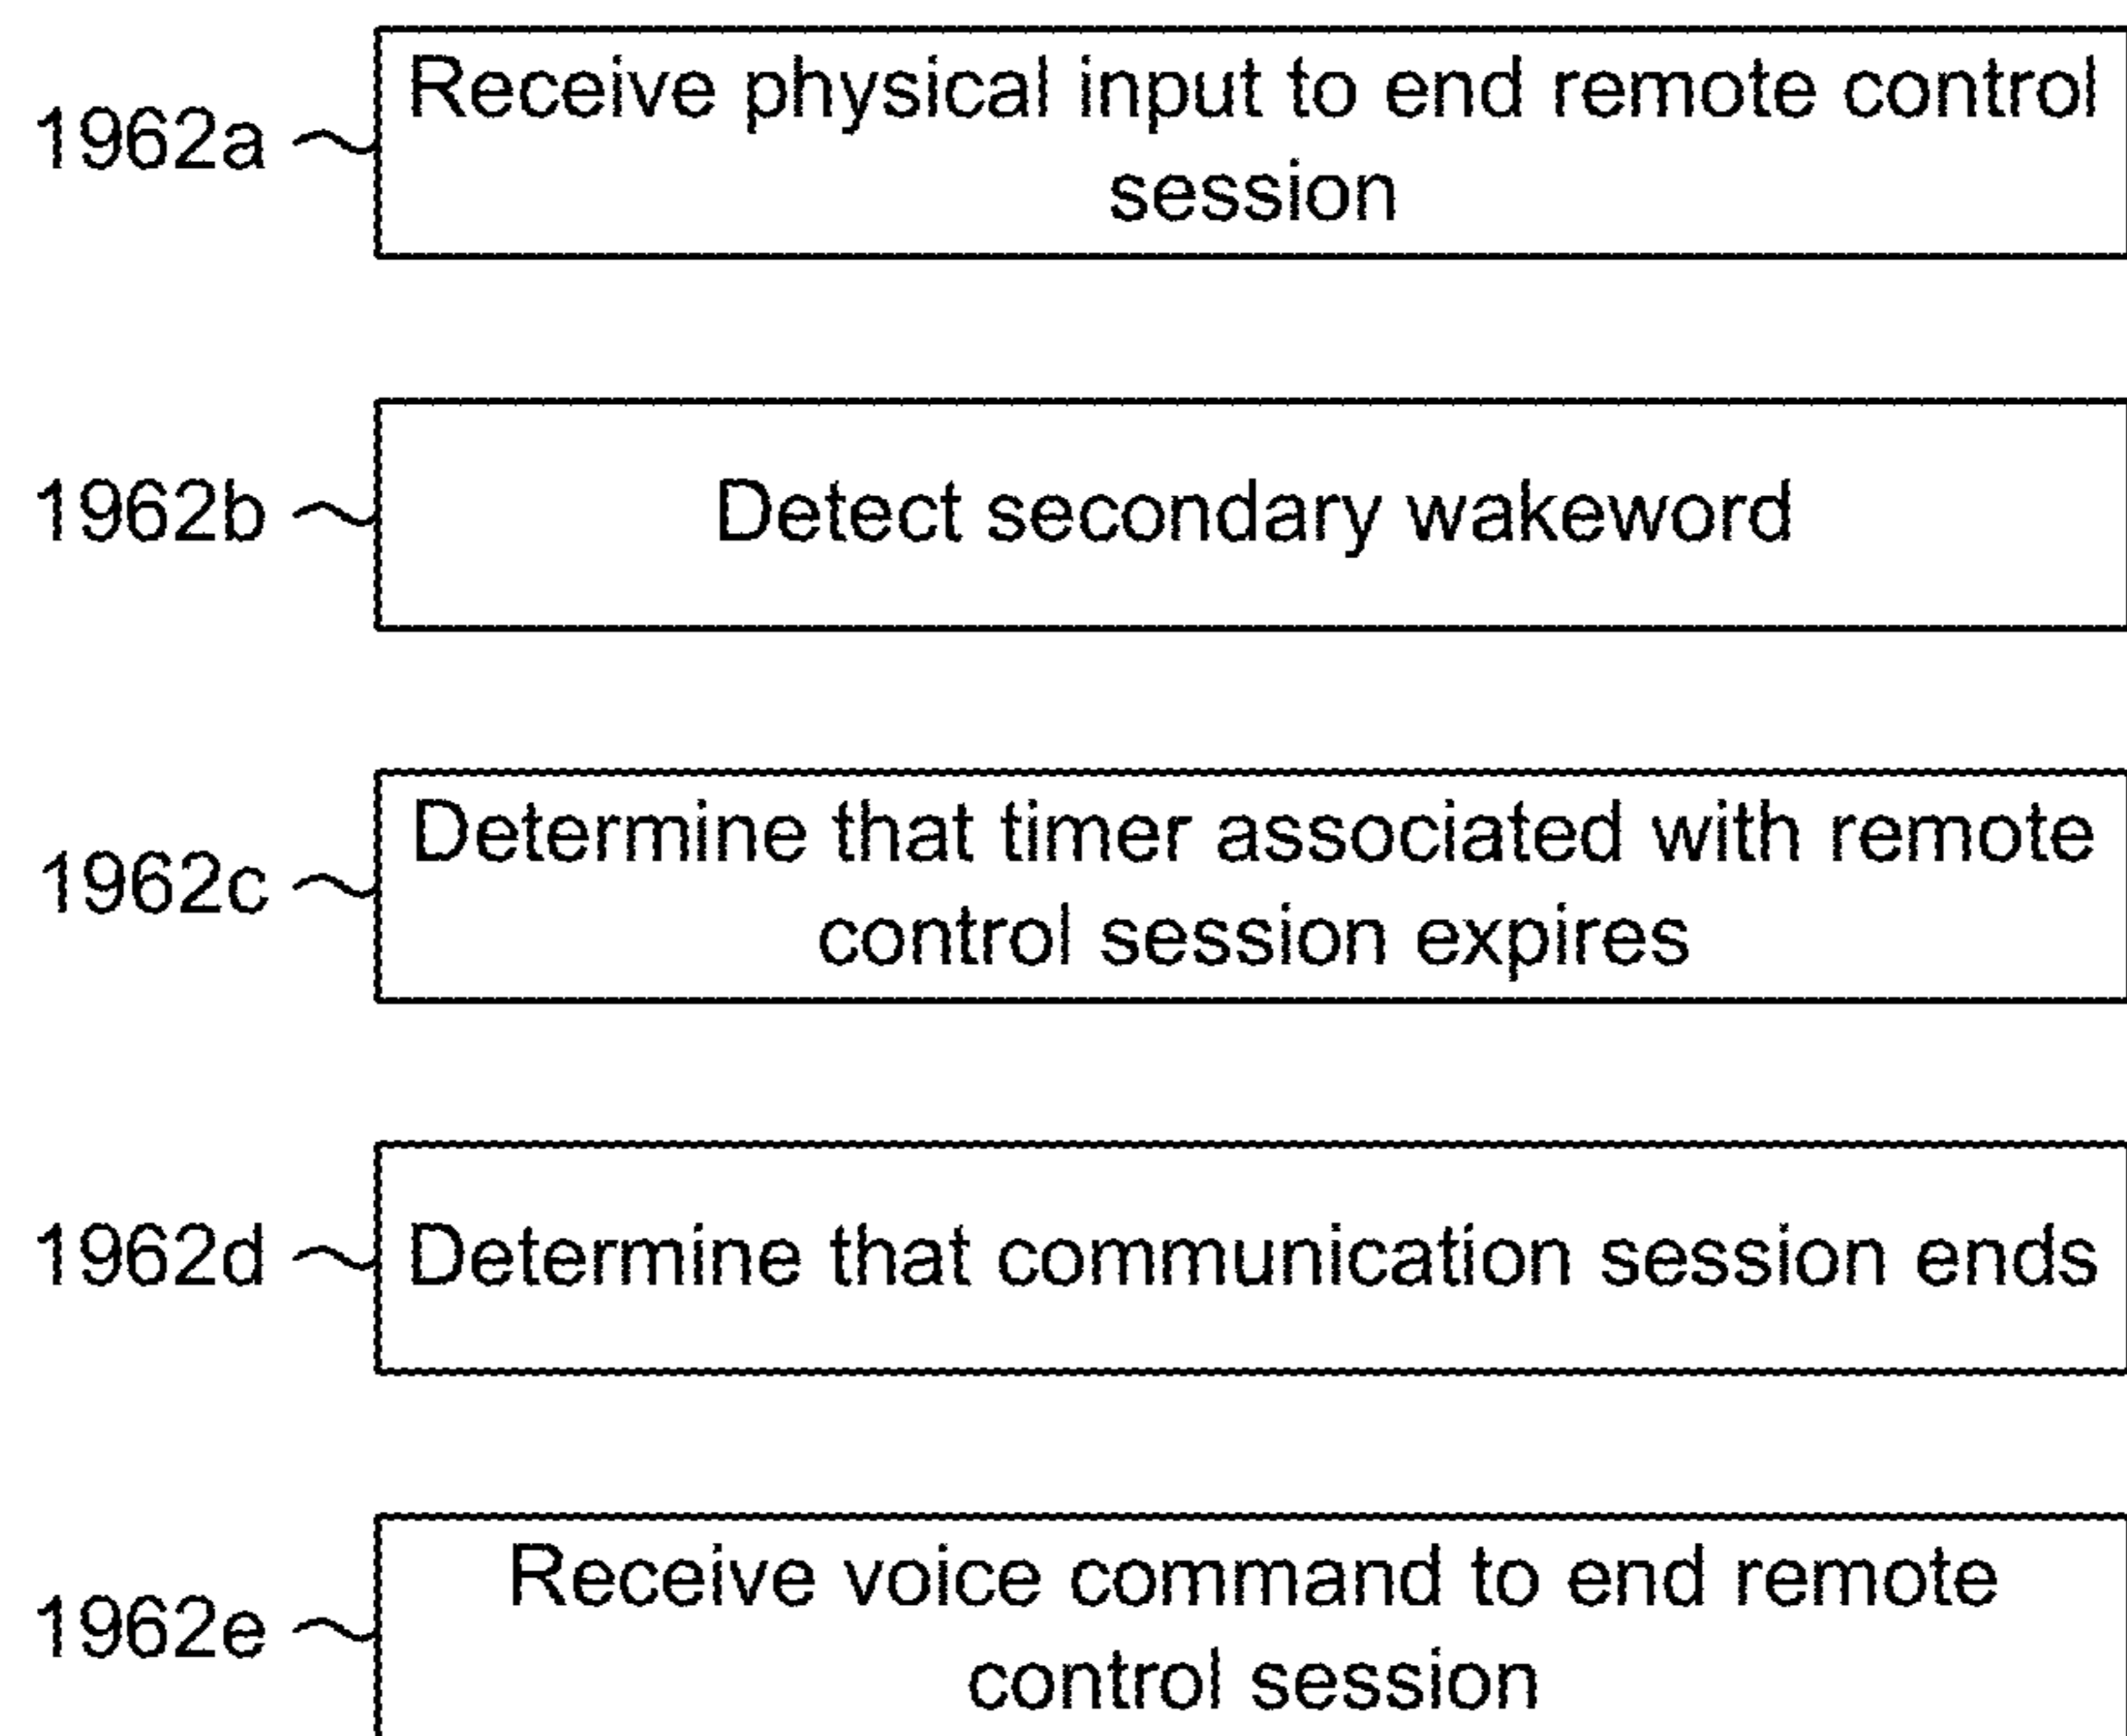 1962a
Receive physical input to end remote control
session
1962b
Detect secondary wakeword
1962c
Determine that timer associated with remote
control session expires
1962d
Determine that communication session ends
1962e
Receive voice command to end remote
control session